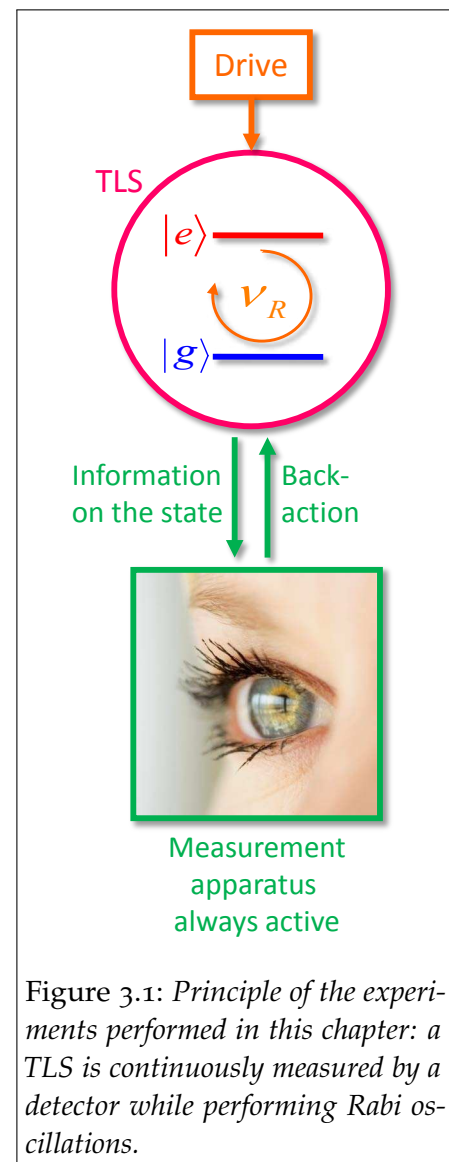 Drive
TLS
|e⟩
ν_R
|g⟩
Information
on the state
Back-
action
Measurement
apparatus
always active
Figure 3.1: Principle of the experi-
ments performed in this chapter: a
TLS is continuously measured by a
detector while performing Rabi os-
cillations.